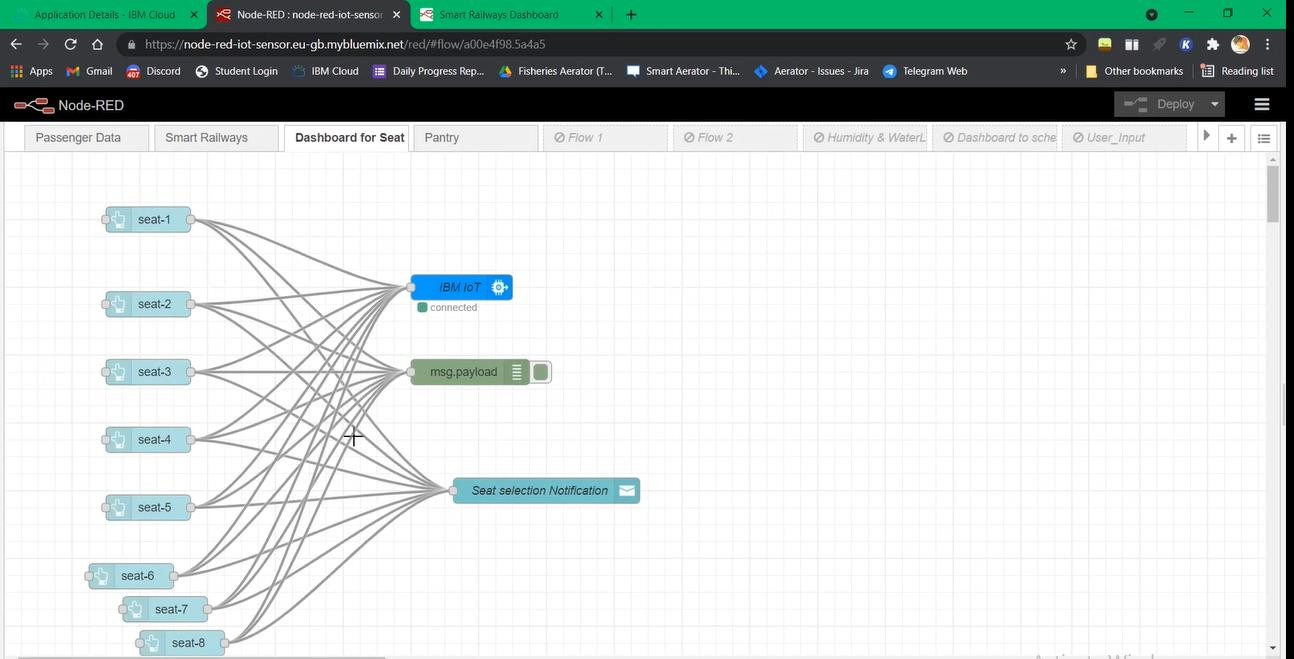 Application Details - IBM Cloud
Node-RED : node-red-iot-sensor
Smart Railways Dashboard
https://node-red-iot-sensor.eu-gb.mybluemix.net/red/#flow/a00e4f98.5a4a5
Apps
Gmail
407
Discord
Student Login
IBM Cloud
Daily Progress Rep...
Fisheries Aerator (T...
Smart Aerator - Thi...
Aerator - Issues - Jira
Telegram Web
»
Other bookmarks
Reading list
Node-RED
Deploy
Passenger Data
Smart Railways
Dashboard for Seat
Pantry
Flow 1
Flow 2
Humidity & WaterL
Dashboard to sche
User_Input
seat-1
IBM IoT
seat-2
connected
seat-3
msg.payload
seat-4
Seat selection Notification
seat-5
seat-6
seat-7
seat-8